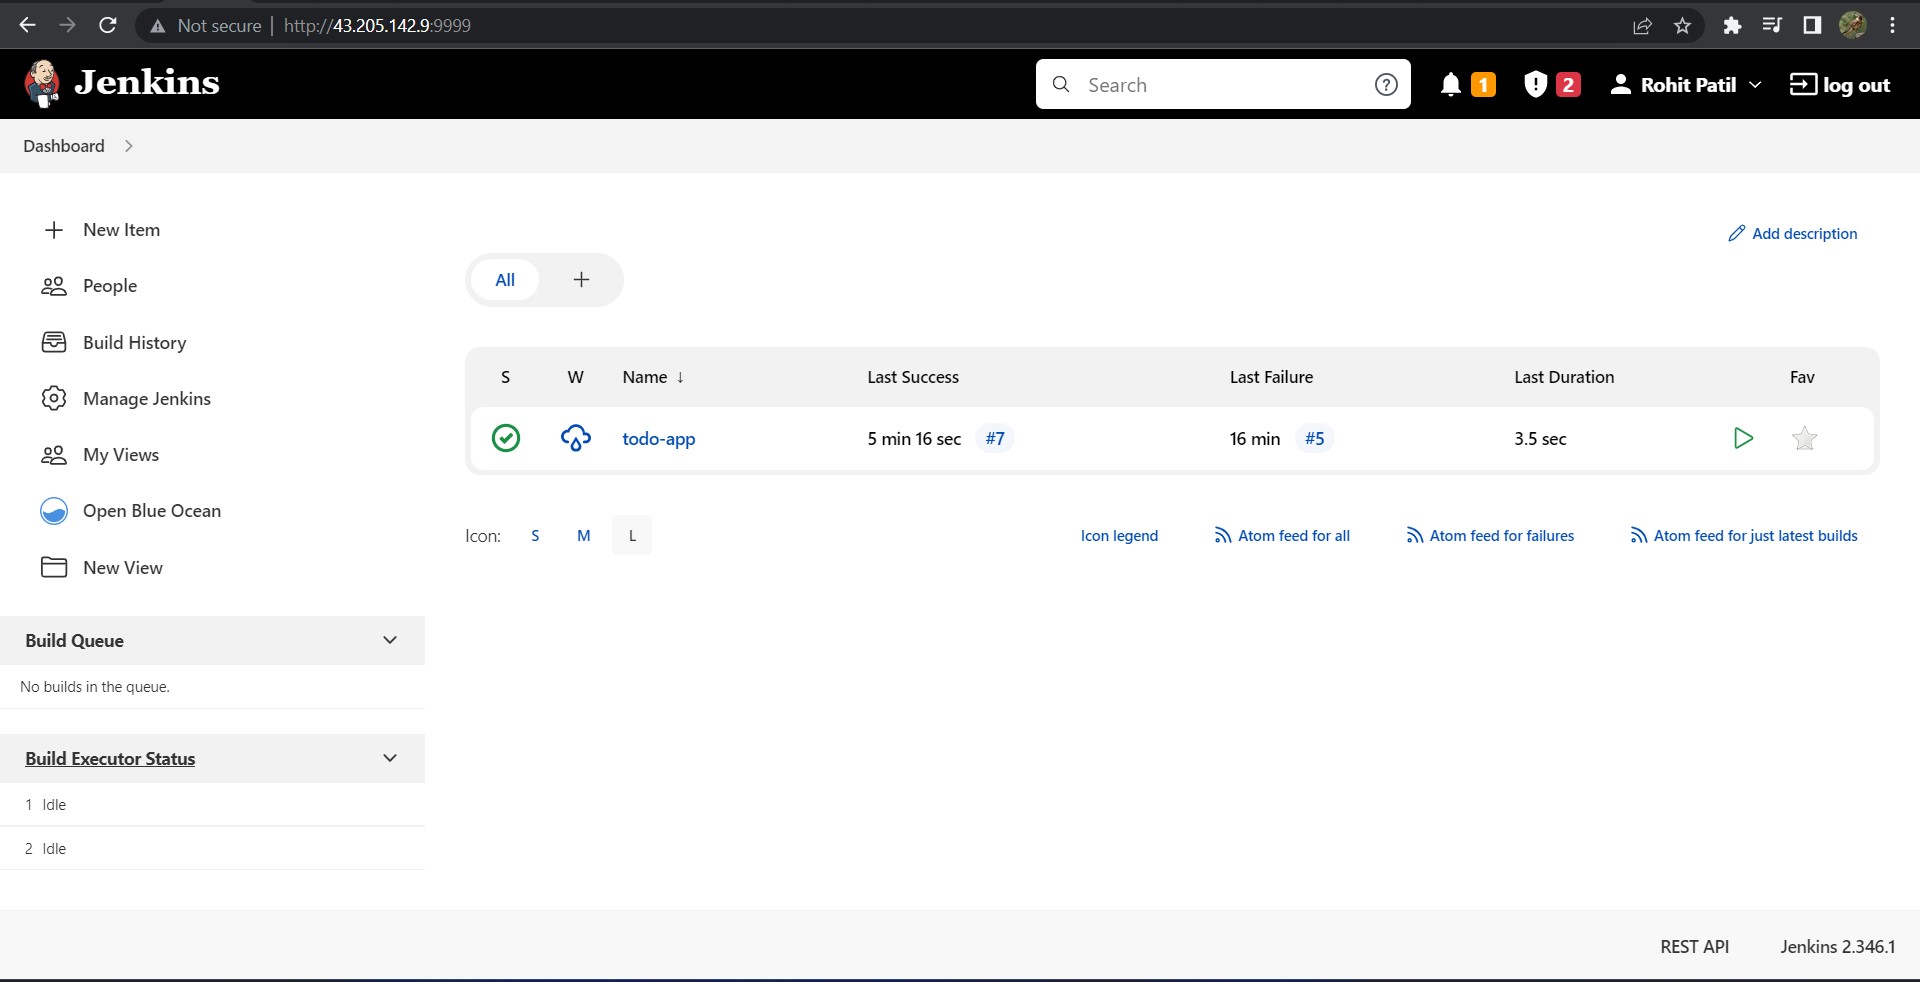 Not secure | http://43.205.142.9:9999
Jenkins
Search
1
2
Rohit Patil
log out
Dashboard
New Item
People
Build History
Manage Jenkins
My Views
Open Blue Ocean
New View
Build Queue
No builds in the queue.
Build Executor Status
1 Idle
2 Idle
Add description
All +
S W Name ↓ Last Success Last Failure Last Duration Fav
todo-app 5 min 16 sec #7 16 min #5 3.5 sec
Icon: S M L
Icon legend Atom feed for all Atom feed for failures Atom feed for just latest builds
REST API Jenkins 2.346.1